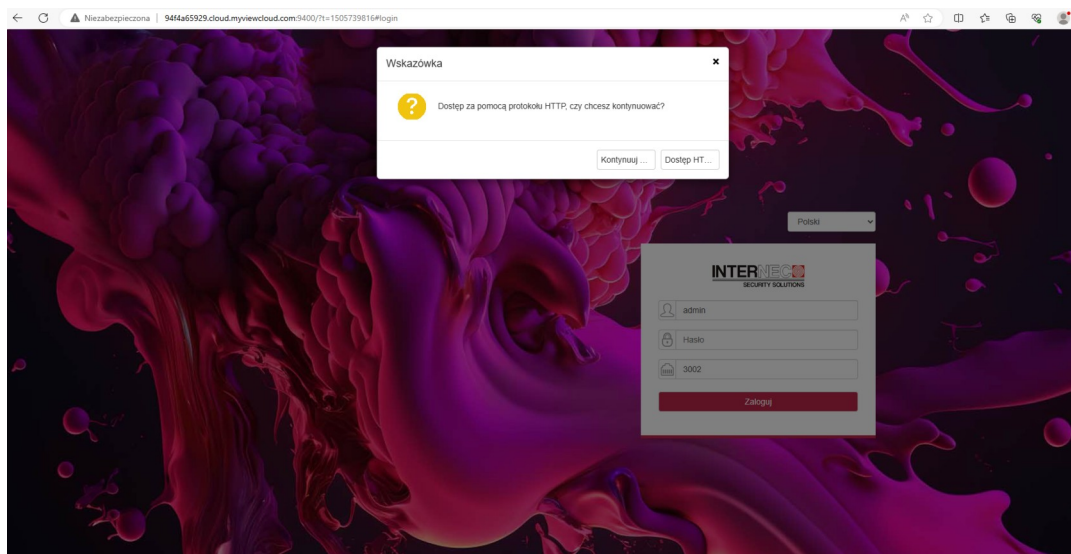 Niezabezpieczona
94f4a65929.cloud.myviewcloud.com:9400/?t=1505739816#login
Wskazówka
Dostęp za pomocą protokołu HTTP, czy chcesz kontynuować?
Kontynuuj ...
Dostęp HT...
Polski
INTERNEC
SECURITY SOLUTIONS
admin
Hasło
3002
Zaloguj